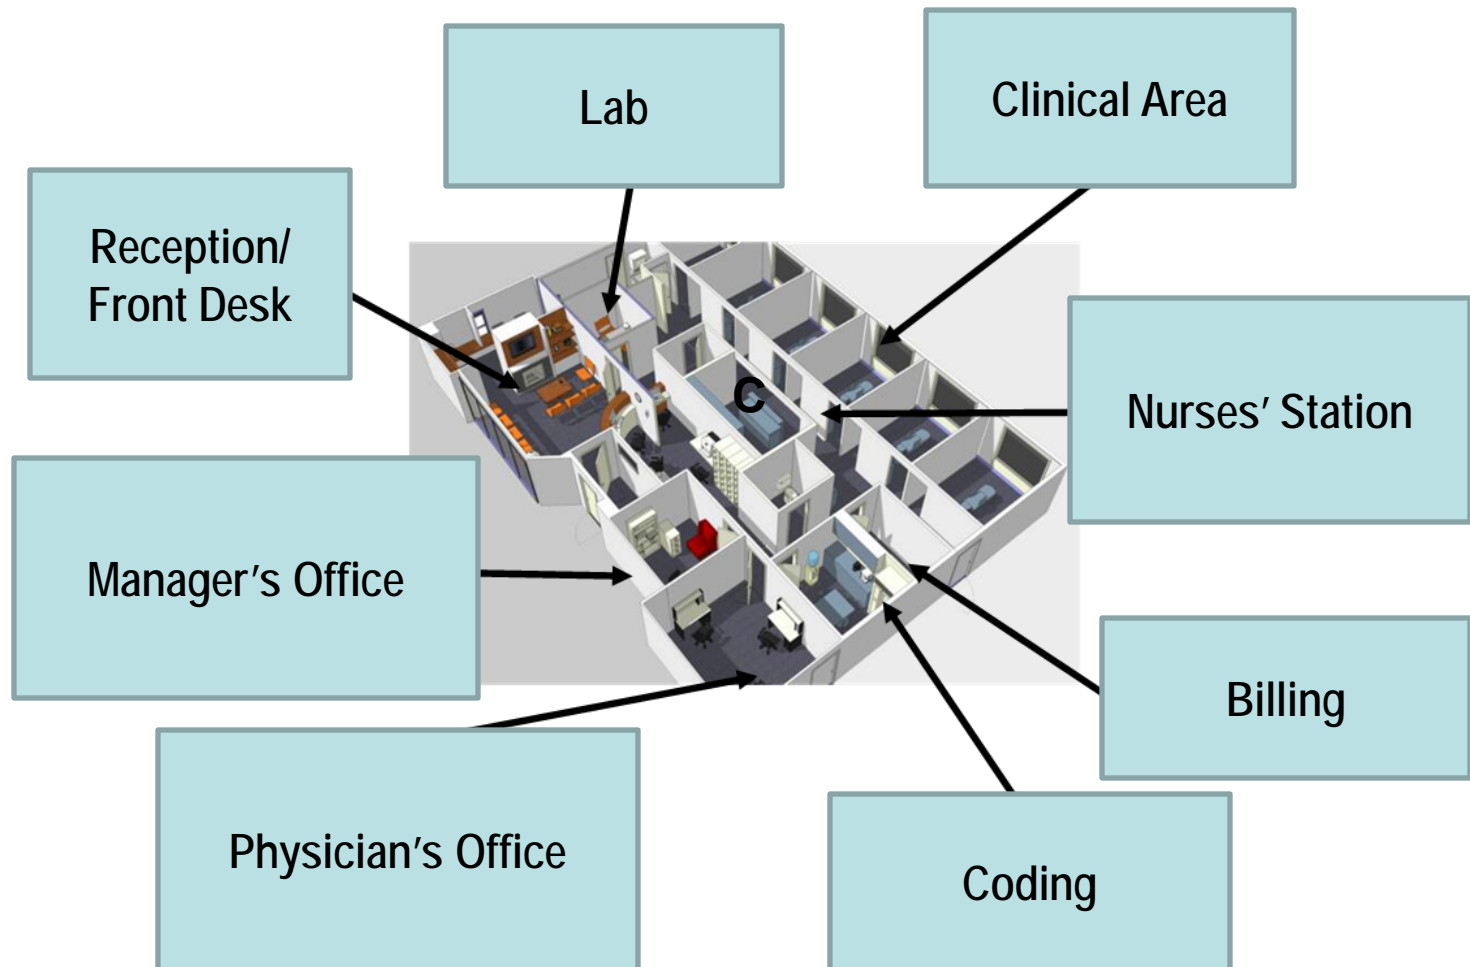 Lab
Clinical Area
Reception/
Front Desk
C
Nurses’ Station
Manager’s Office
Billing
Physician’s Office
Coding